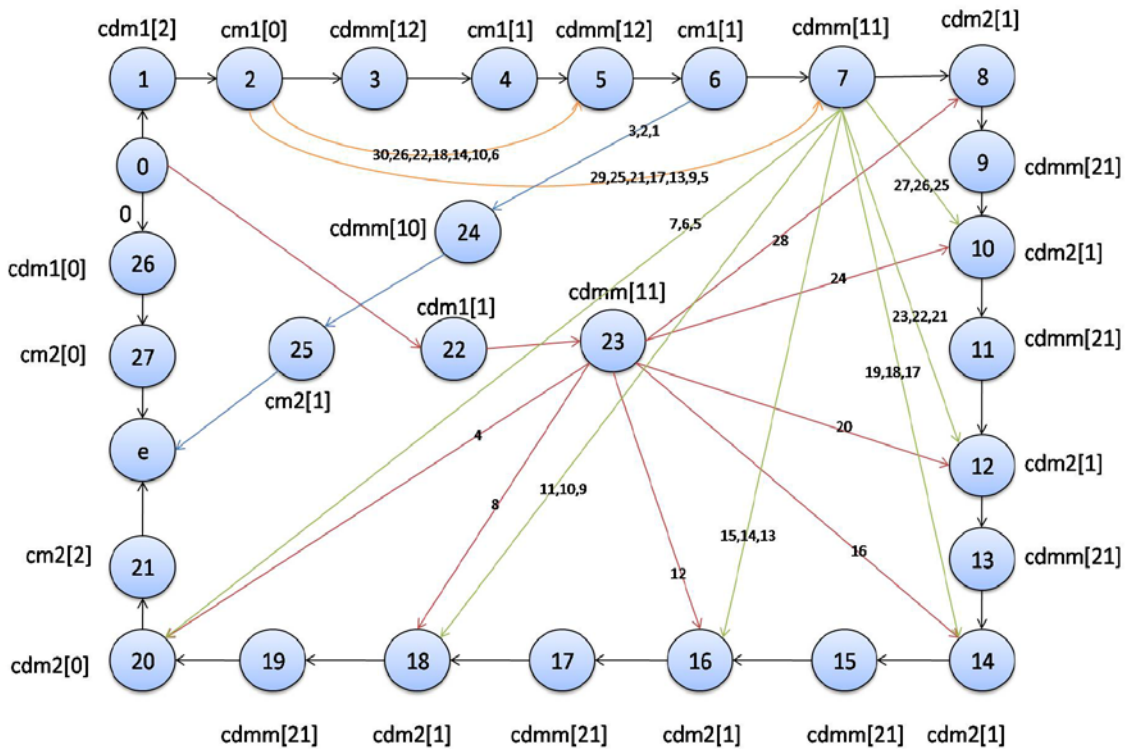 cdm1[2] cm1[0] cdmm[12] cm1[1] cdmm[12] cm1[1] cdmm[11] cdm2[1]
1 2 3 4 5 6 7 8
3,2,1
30,26,22,18,14,10,6
0 9 cdmm[21]
29,25,21,17,13,9,5
27,26,25
0
7,6,5
cdmm[10] 24
28
10 cdm2[1]
cdm1[0] 26
24
cdmm[11]
cdm1[1]
23,22,21
cdmm[21]
cm2[0] 27 25 22 23 11
19,18,17
cm2[1]
20
4
e 12 cdm2[1]
11,10,9
8
15,14,13
16
cm2[2] 21 13 cdmm[21]
12
cdm2[0] 20 19 18 17 16 15 14
cdmm[21] cdm2[1] cdmm[21] cdm2[1] cdmm[21] cdm2[1]